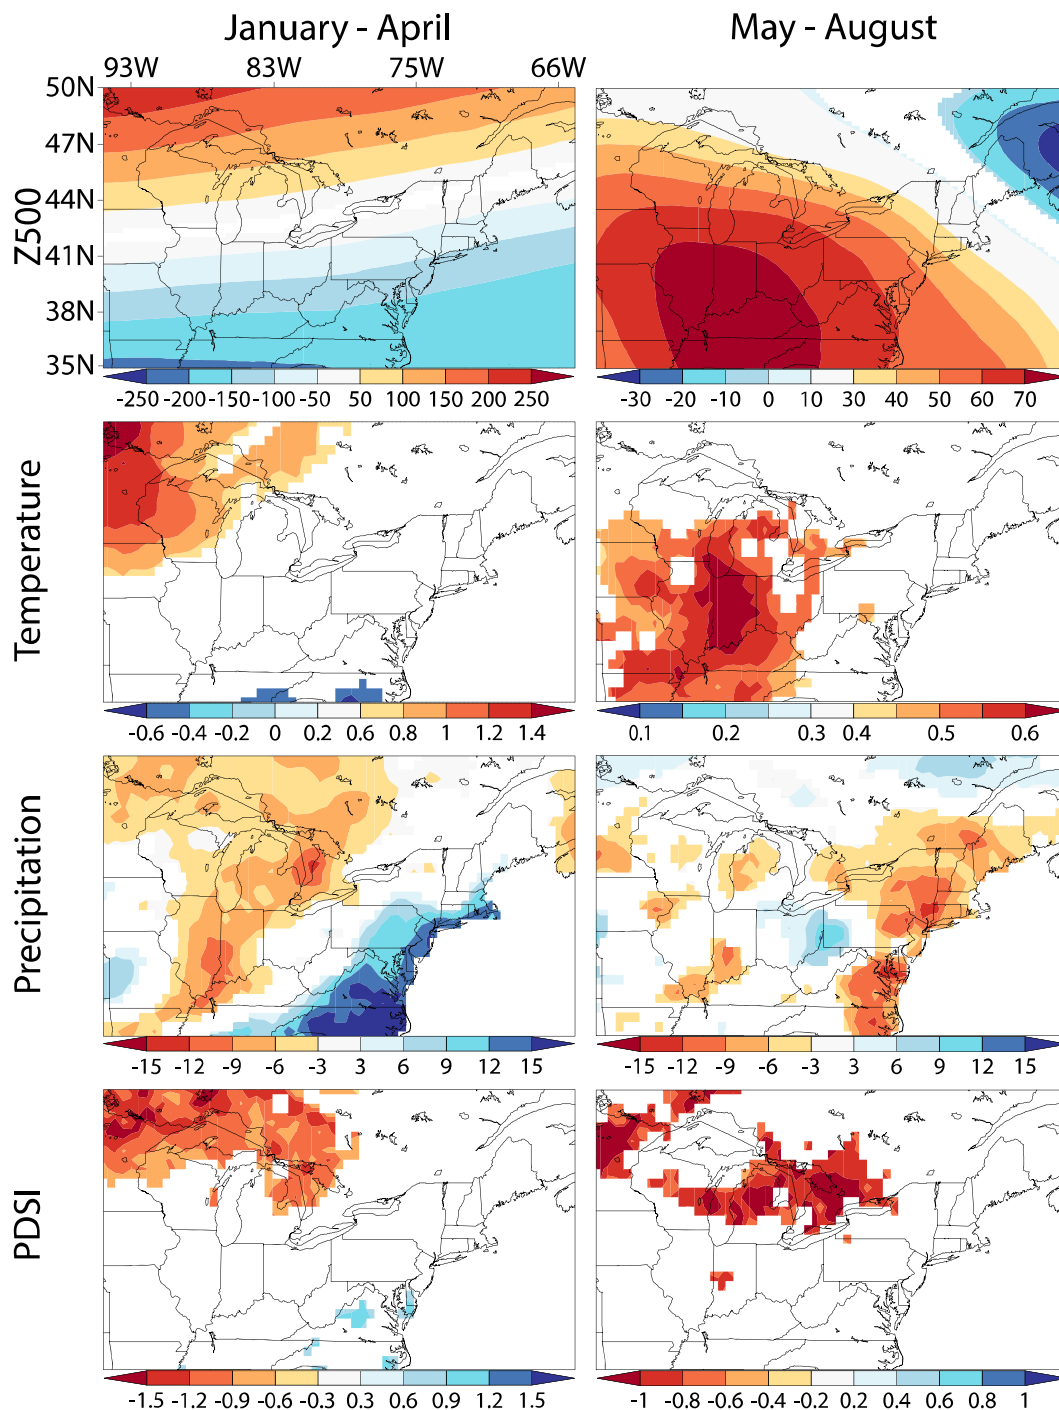 January - April
May - August
93W 83W 75W 66W
50N
47N
44N
41N
38N
35N
Z500
-250 -200 -150 -100 -50 50 100 150 200 250
-30 -20 -10 0 10 30 40 50 60 70
Temperature
-0.6 -0.4 -0.2 0 0.2 0.6 0.8 1 1.2 1.4
0.1 0.2 0.3 0.4 0.5 0.6
Precipitation
-15 -12 -9 -6 -3 3 6 9 12 15
-15 -12 -9 -6 -3 3 6 9 12 15
PDSI
-1.5 -1.2 -0.9 -0.6 -0.3 0.3 0.6 0.9 1.2 1.5
-1 -0.8 -0.6 -0.4 -0.2 0.2 0.4 0.6 0.8 1